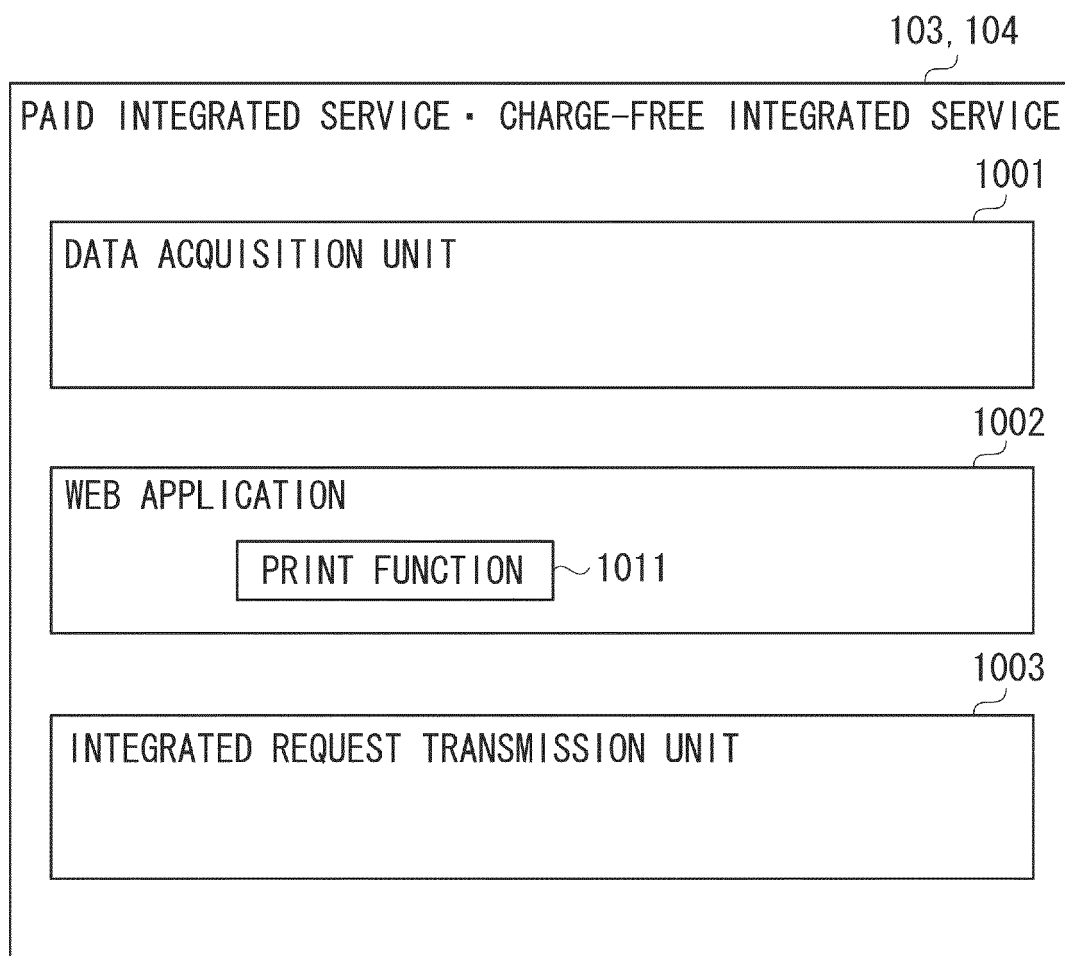 103, 104
PAID INTEGRATED SERVICE · CHARGE-FREE INTEGRATED SERVICE
1001
DATA ACQUISITION UNIT
1002
WEB APPLICATION
PRINT FUNCTION 1011
1003
INTEGRATED REQUEST TRANSMISSION UNIT